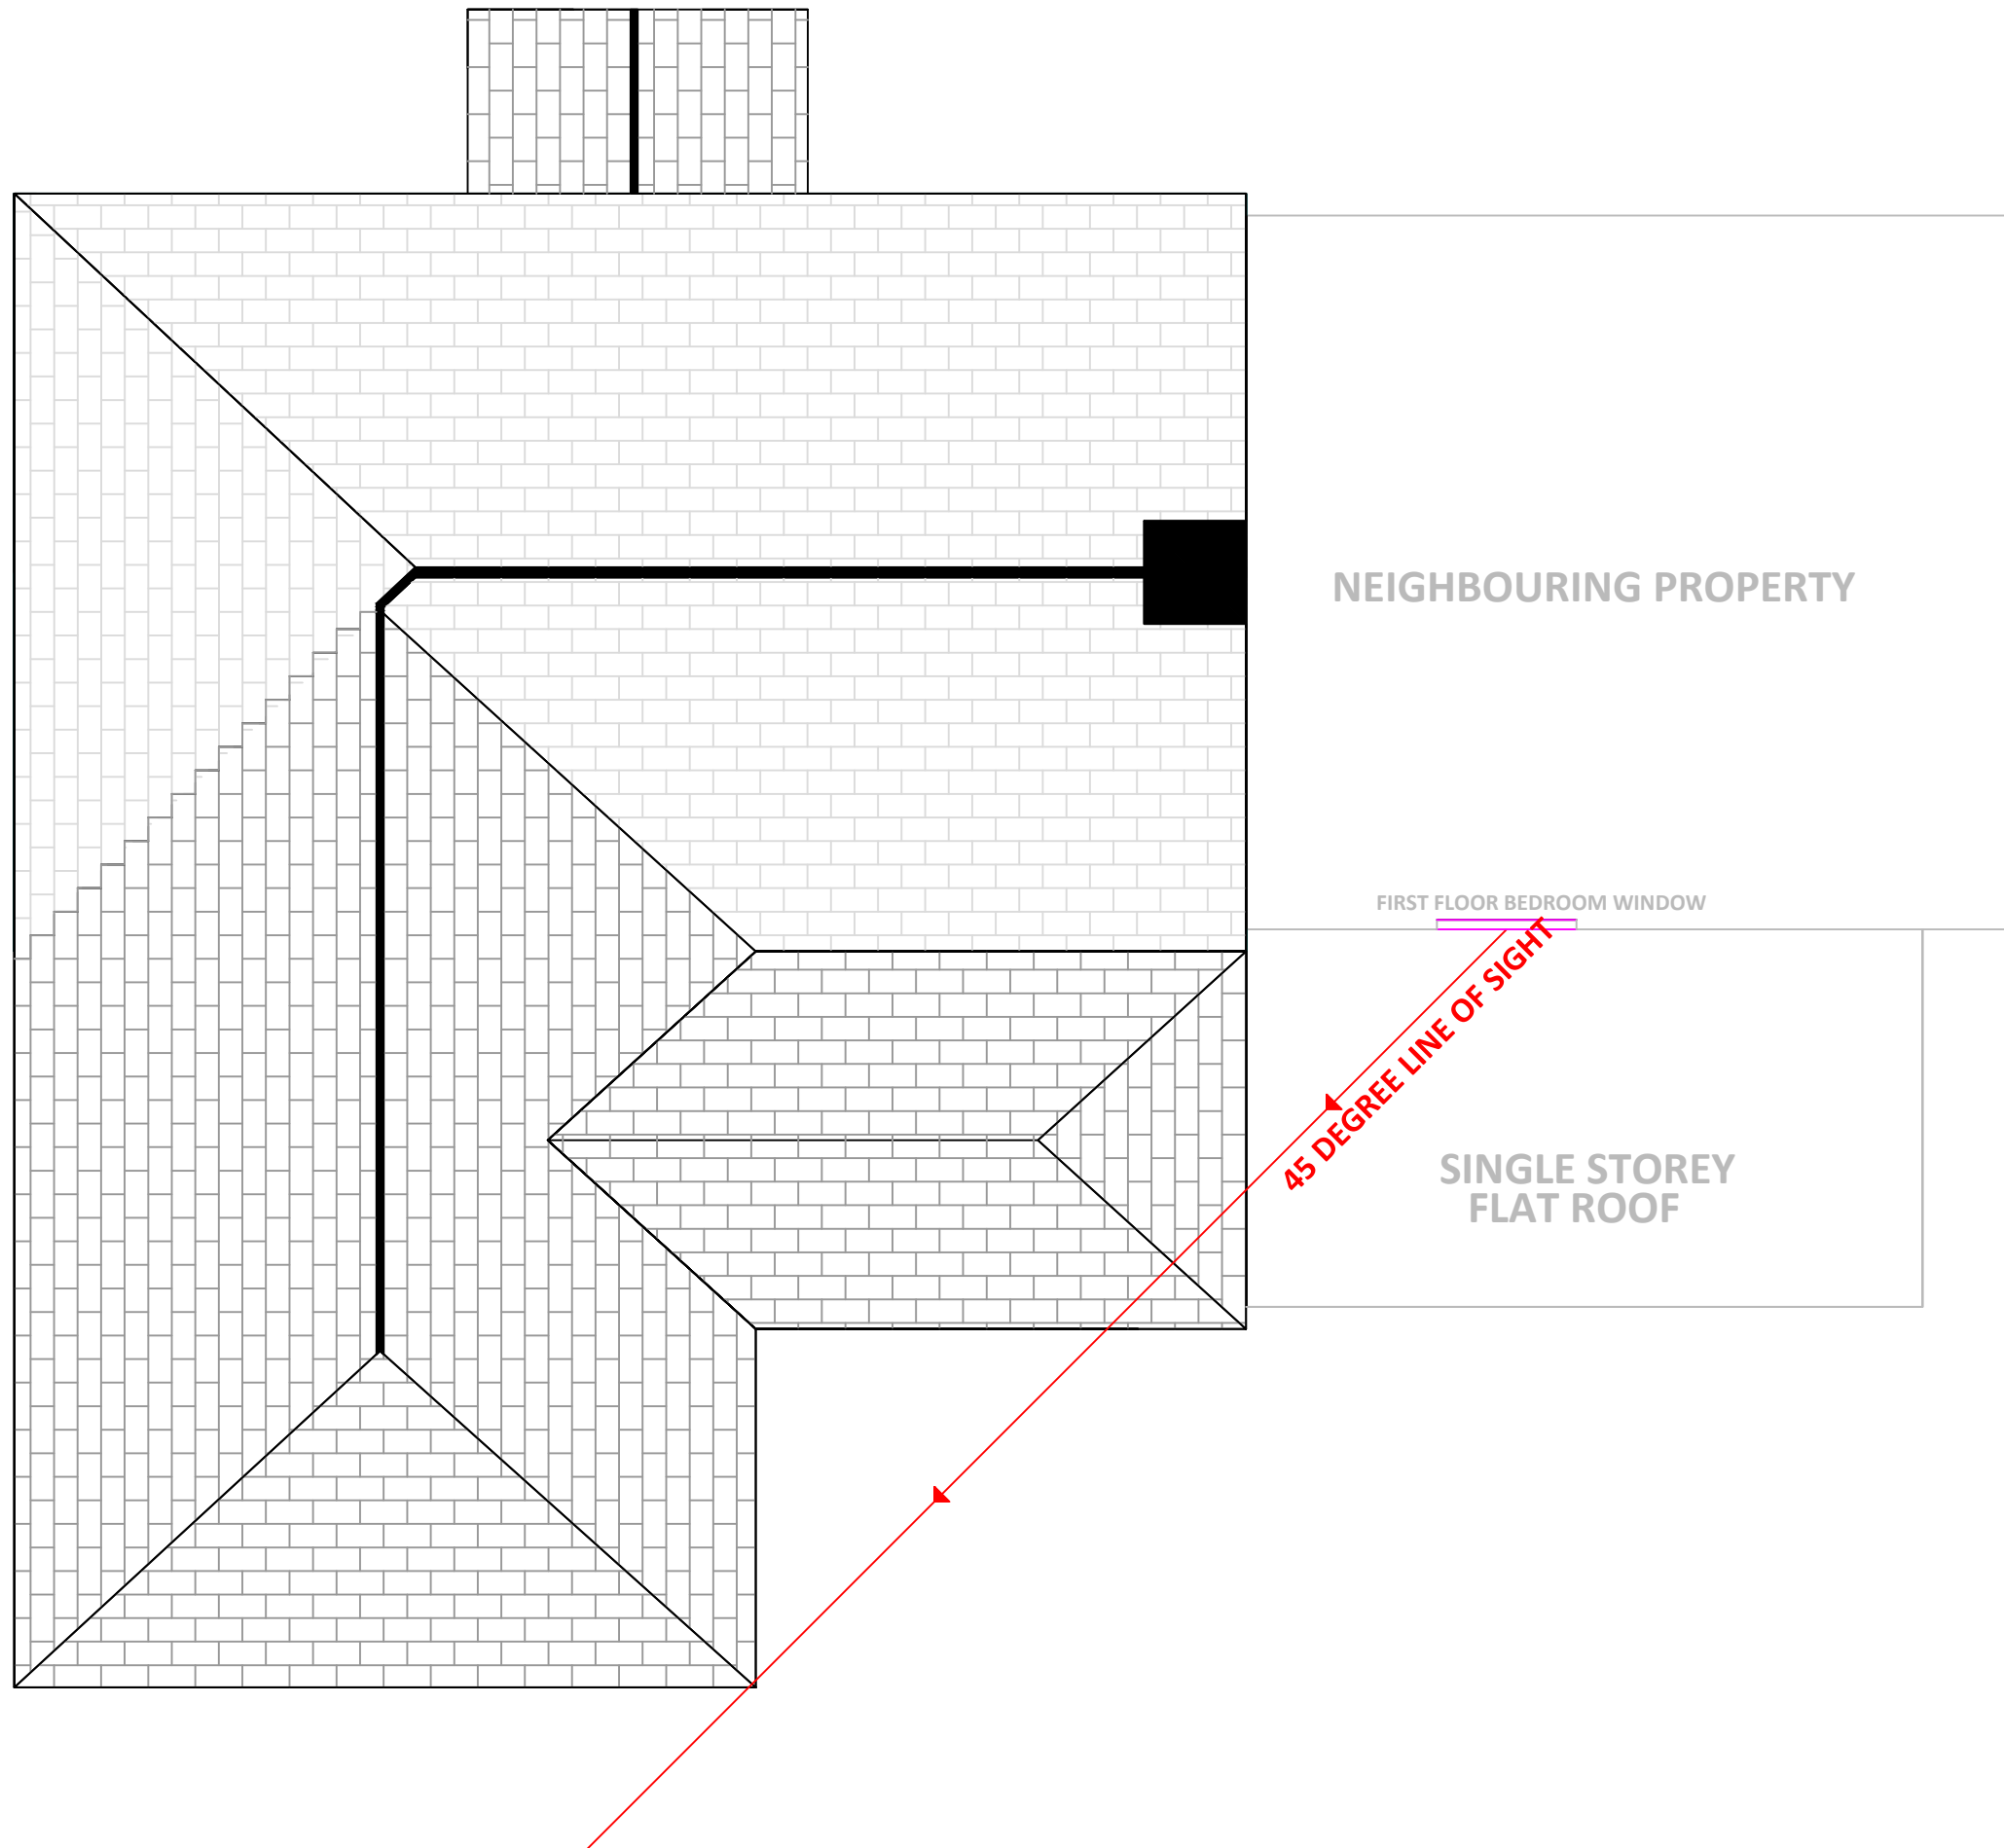 NEIGHBOURING PROPERTY
FIRST FLOOR BEDROOM WINDOW
45 DEGREE LINE OF SIGHT
SINGLE STOREY
FLAT ROOF